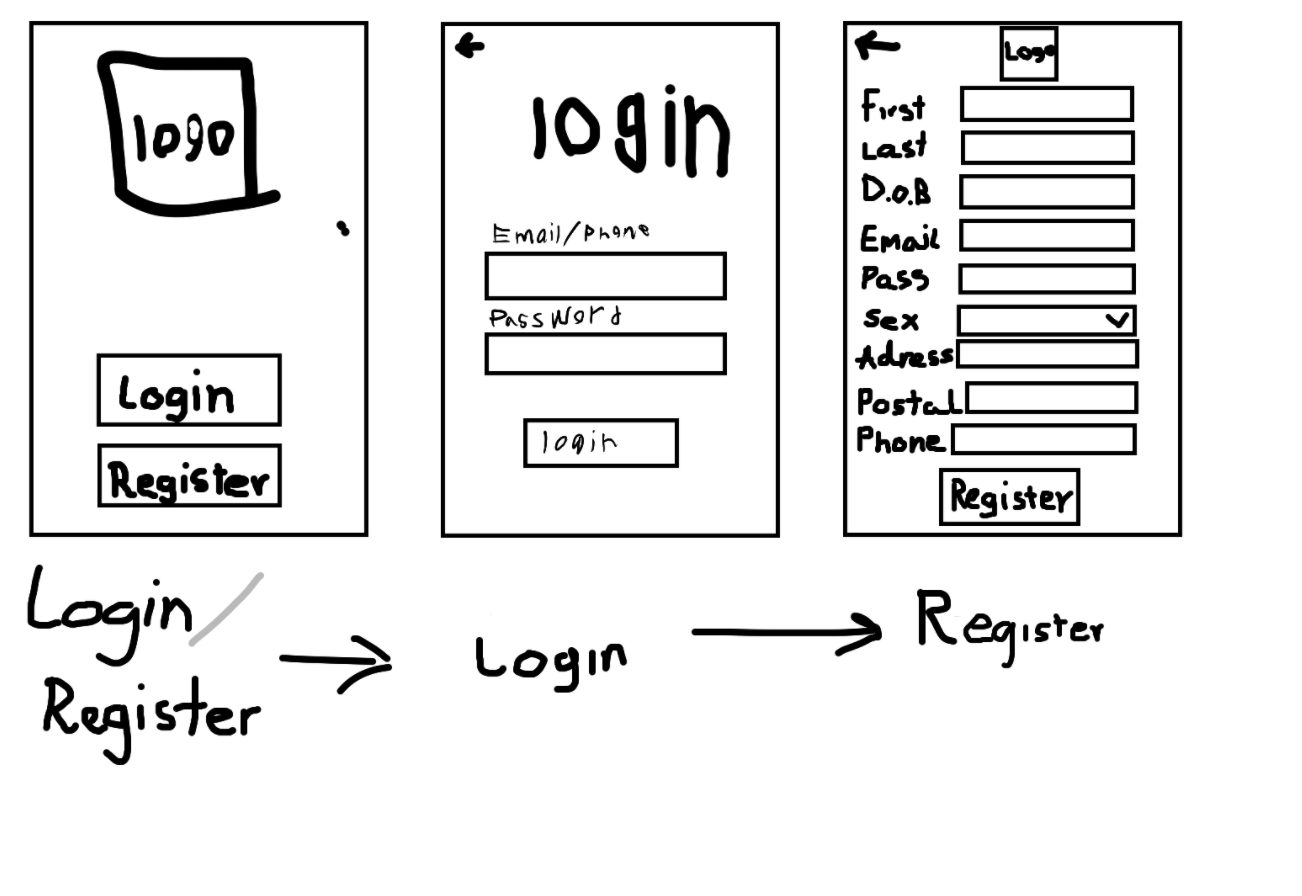 logo
Login
Register
login
Email/Phone
Password
login
Logo
First
Last
D.o.B
Email
Pass
Sex
Adress
Postal
Phone
Register
Login/
Register
Login
Register